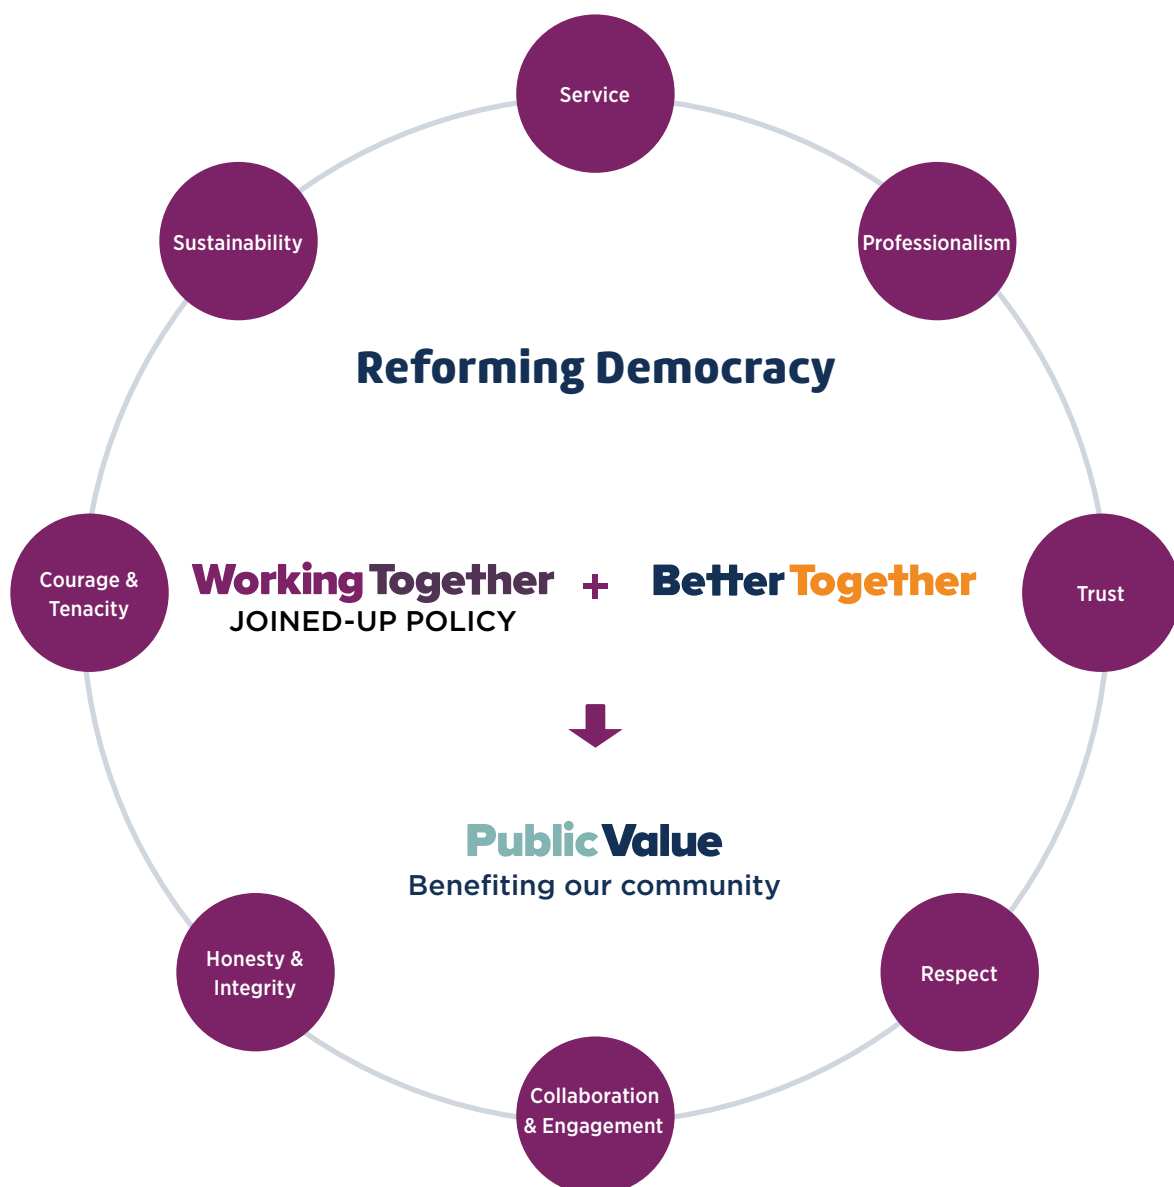 Service
Sustainability
Professionalism
Reforming Democracy
Courage &
Tenacity
Working Together
JOINED-UP POLICY
+
Better Together
Trust
Public Value
Benefiting our community
Honesty &
Integrity
Respect
Collaboration
& Engagement